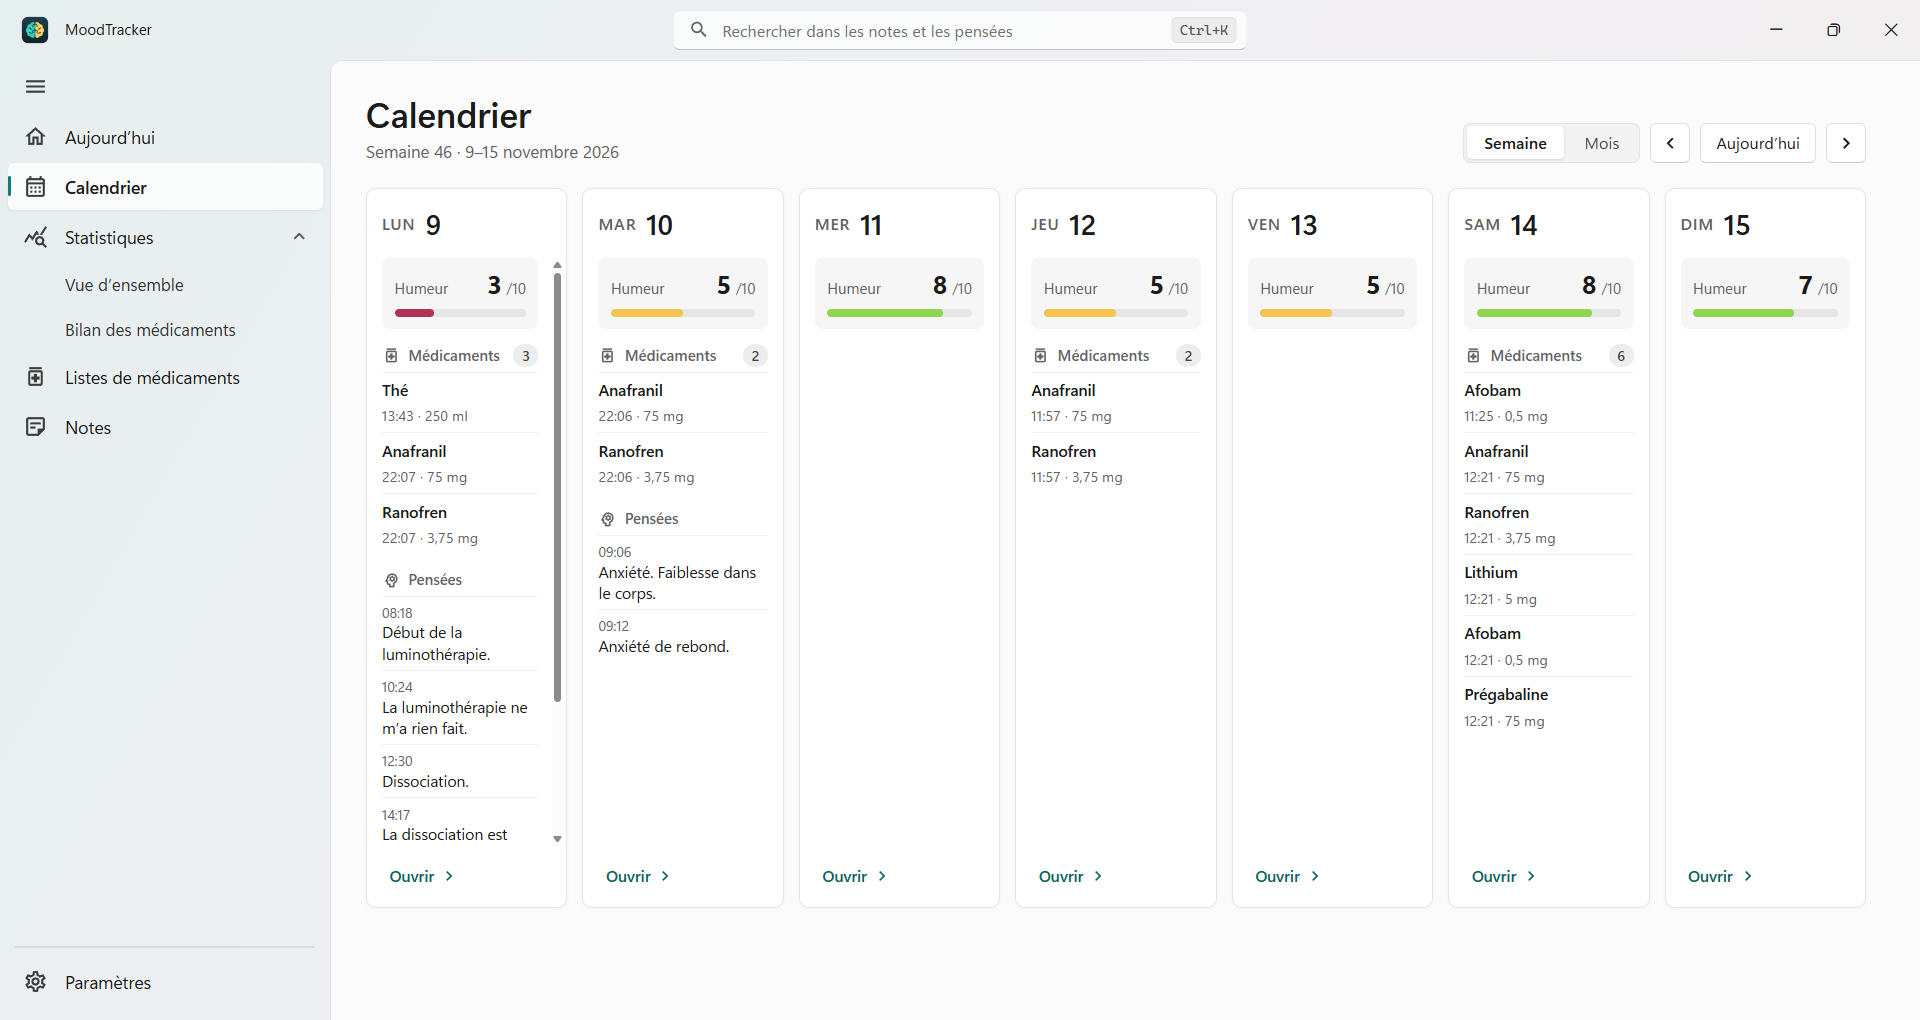 MoodTracker
Rechercher dans les notes et les pensées
Ctrl+K
Aujourd’hui
Calendrier
Statistiques
Vue d’ensemble
Bilan des médicaments
Listes de médicaments
Notes
Paramètres
Calendrier
Semaine 46 · 9–15 novembre 2026
Semaine
Mois
Aujourd’hui
LUN 9
Humeur 3 /10
Médicaments 3
Thé
13:43 · 250 ml
Anafranil
22:07 · 75 mg
Ranofren
22:07 · 3,75 mg
Pensées
08:18
Début de la
luminothérapie.
10:24
La luminothérapie ne
m’a rien fait.
12:30
Dissociation.
14:17
La dissociation est
Ouvrir
MAR 10
Humeur 5 /10
Médicaments 2
Anafranil
22:06 · 75 mg
Ranofren
22:06 · 3,75 mg
Pensées
09:06
Anxiété. Faiblesse dans
le corps.
09:12
Anxiété de rebond.
Ouvrir
MER 11
Humeur 8 /10
Ouvrir
JEU 12
Humeur 5 /10
Médicaments 2
Anafranil
11:57 · 75 mg
Ranofren
11:57 · 3,75 mg
Ouvrir
VEN 13
Humeur 5 /10
Ouvrir
SAM 14
Humeur 8 /10
Médicaments 6
Afobam
11:25 · 0,5 mg
Anafranil
12:21 · 75 mg
Ranofren
12:21 · 3,75 mg
Lithium
12:21 · 5 mg
Afobam
12:21 · 0,5 mg
Prégabaline
12:21 · 75 mg
Ouvrir
DIM 15
Humeur 7 /10
Ouvrir